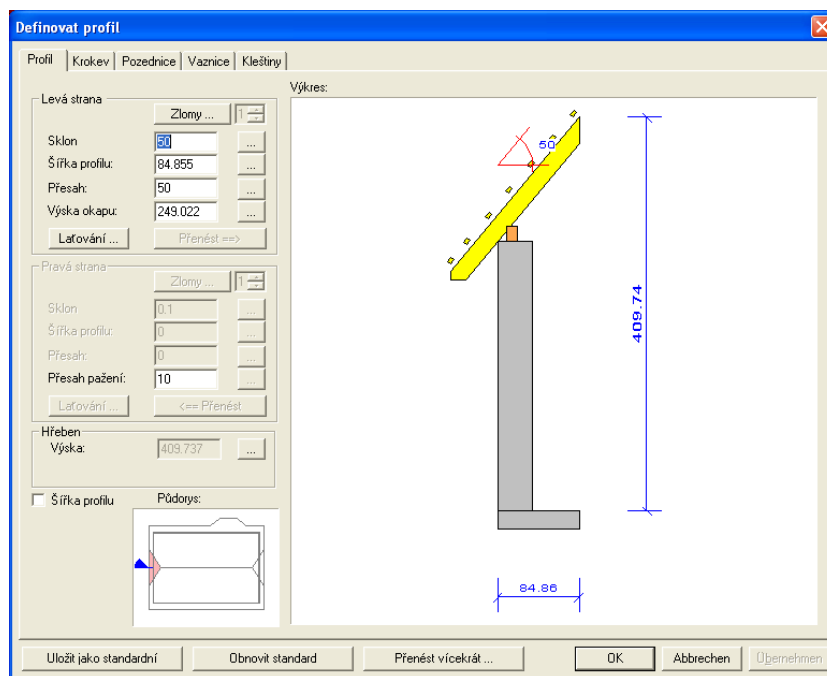 Definovat profil
Profil Krokev Pozednice Vaznice Kleštiny
Levá strana
Zlomy ... 1
Sklon 50 ...
Šířka profilu: 84.855 ...
Přesah: 50 ...
Výska okapu: 249.022 ...
Laťování ... Přenést ==>
Pravá strana
Zlomy ... 1
Sklon 0.1 ...
Šířka profilu: 0 ...
Přesah: 0 ...
Přesah pažení: 10 ...
Laťování ... <== Přenést
Hřeben
Výska: 409.737 ...
Šířka profilu
Půdorys:
Výkres:
50
409.74
84.86
Uložit jako standardní Obnovit standard Přenést vícekrát ... OK Abbrechen Übernehmen